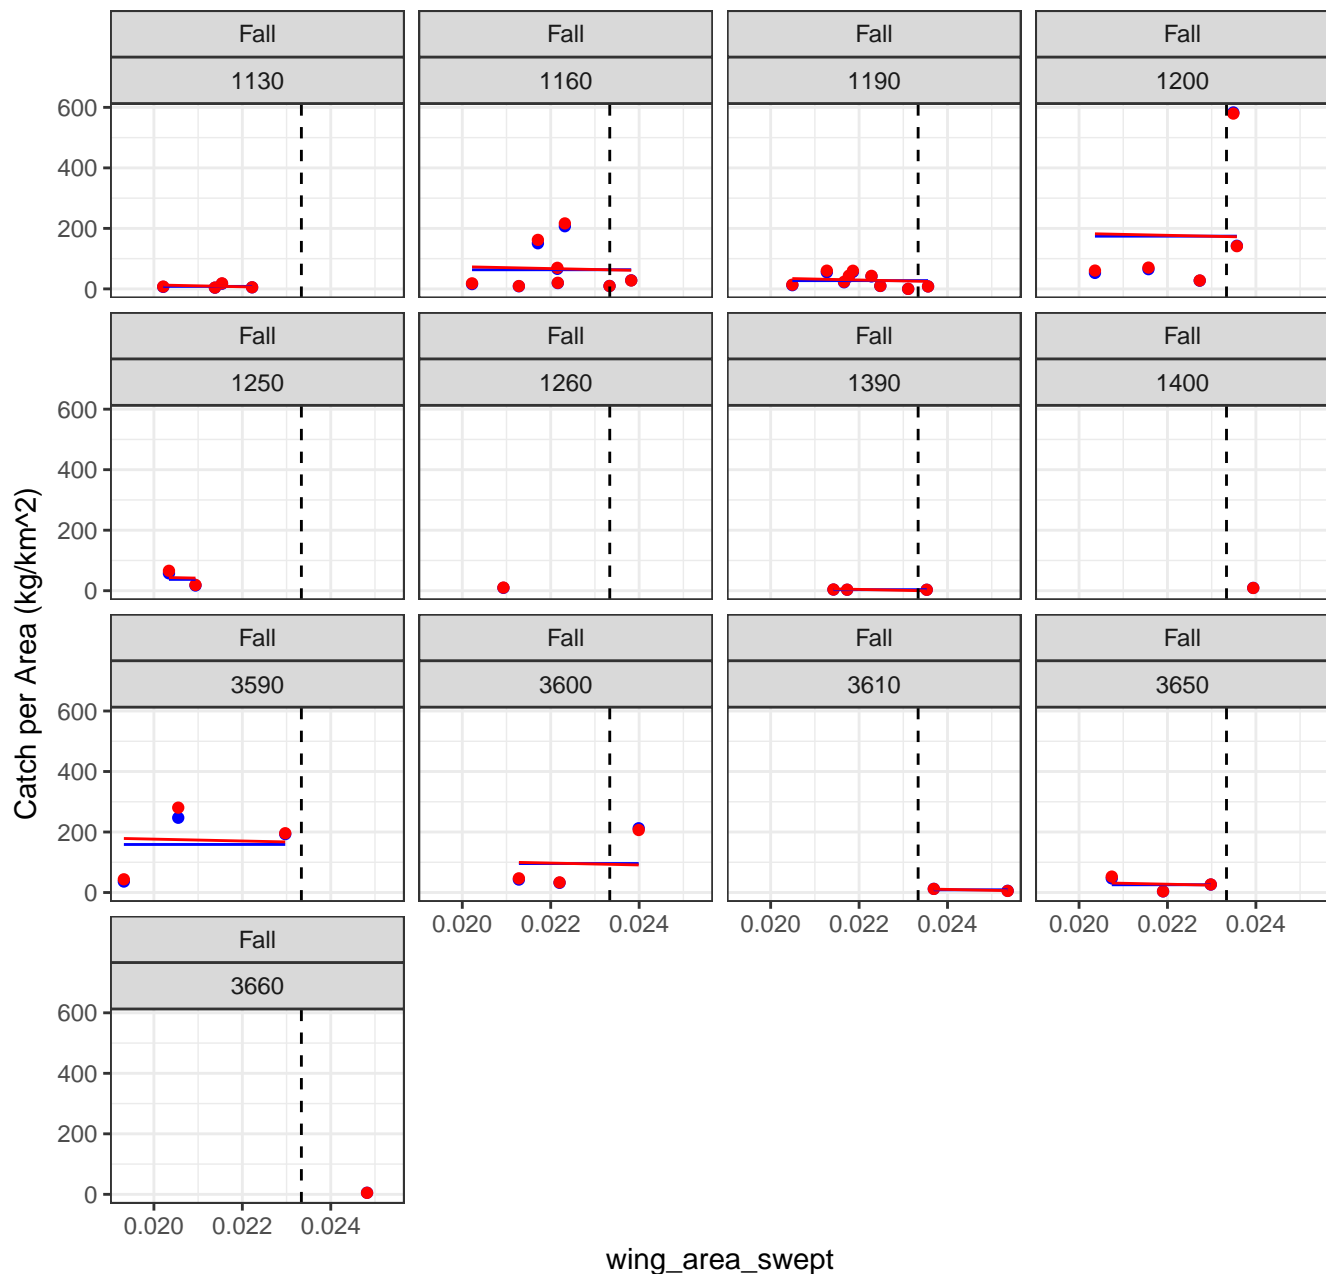 Fall Fall Fall Fall
1130 1160 1190 1200
600
400
200
0
Fall Fall Fall Fall
1250 1260 1390 1400
600
400
200
0
Fall Fall Fall Fall
3590 3600 3610 3650
600
400
200
0
0.020 0.022 0.024 0.020 0.022 0.024 0.020 0.022 0.024
Fall
3660
600
400
200
0
0.020 0.022 0.024
wing_area_swept
Catch per Area (kg/km^2)